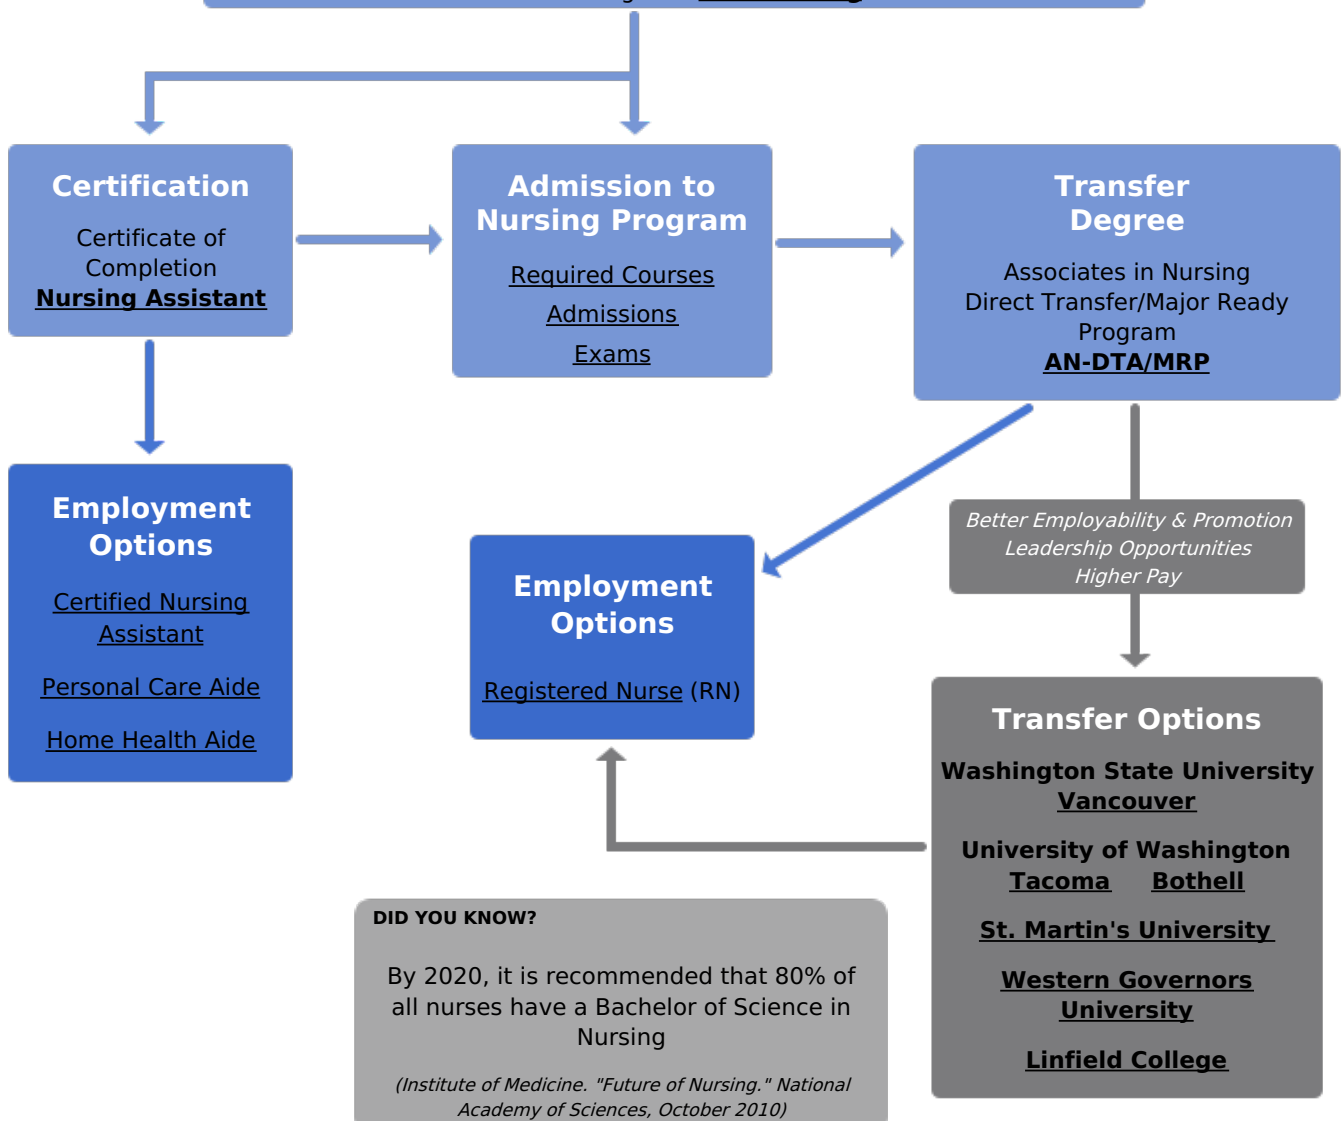 Certification
Certificate of
Completion
Nursing Assistant
Admission to
Nursing Program
Required Courses
Admissions
Exams
Transfer
Degree
Associates in Nursing
Direct Transfer/Major Ready
Program
AN-DTA/MRP
Employment
Options
Certified Nursing
Assistant
Personal Care Aide
Home Health Aide
Employment
Options
Registered Nurse (RN)
Better Employability & Promotion
Leadership Opportunities
Higher Pay
Transfer Options
Washington State University
Vancouver
University of Washington
Tacoma Bothell
St. Martin's University
Western Governors
University
Linfield College
DID YOU KNOW?
By 2020, it is recommended that 80% of
all nurses have a Bachelor of Science in
Nursing
(Institute of Medicine. "Future of Nursing." National
Academy of Sciences, October 2010)